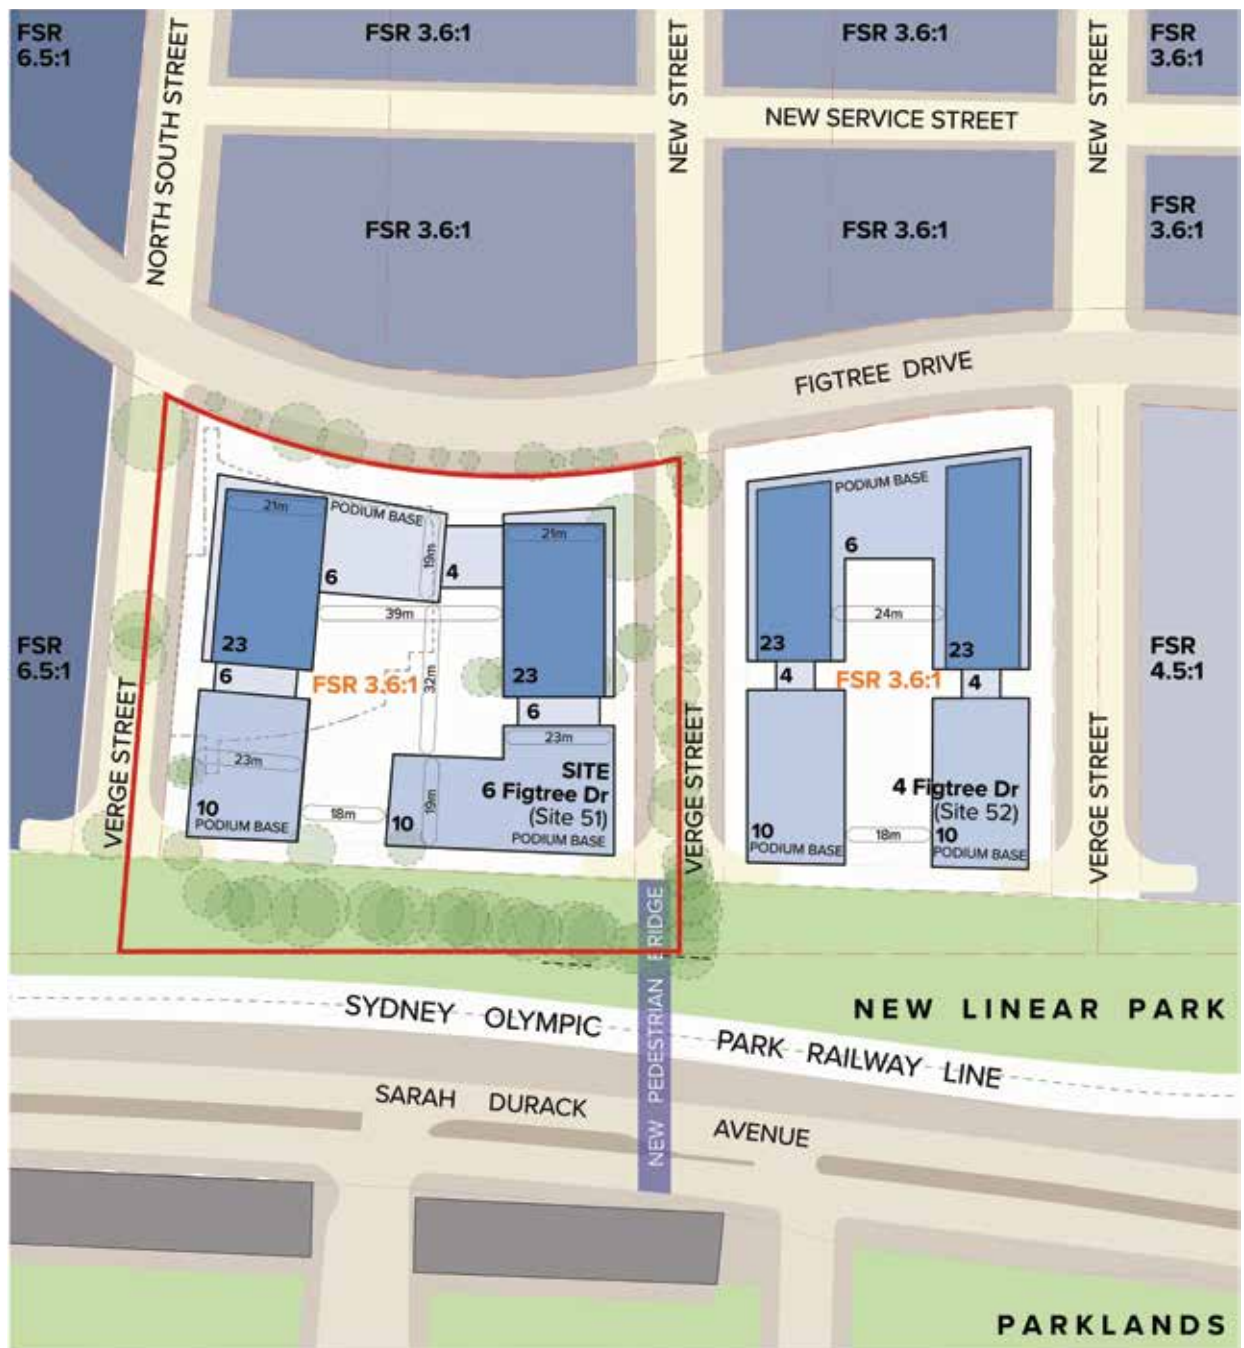 FSR
6.5:1
FSR 3.6:1
FSR 3.6:1
FSR
3.6:1
NORTH SOUTH STREET
NEW STREET
NEW STREET
NEW SERVICE STREET
FSR 3.6:1
FSR 3.6:1
FSR
3.6:1
FIGTREE DRIVE
21m
PODIUM BASE
19m
4
21m
6
39m
23
6
FSR 3.6:1
32m
23
6
23m
23m
10
PODIUM BASE
18m
10
19m
SITE
6 Figtree Dr
(Site 51)
PODIUM BASE
PODIUM BASE
6
24m
23
23
4
FSR 3.6:1
4
4 Figtree Dr
(Site 52)
10
PODIUM BASE
18m
10
PODIUM BASE
FSR
6.5:1
FSR
4.5:1
VERGE STREET
VERGE STREET
VERGE STREET
NEW PEDESTRIAN BRIDGE
NEW LINEAR PARK
SYDNEY OLYMPIC PARK RAILWAY LINE
SARAH DURACK AVENUE
PARKLANDS